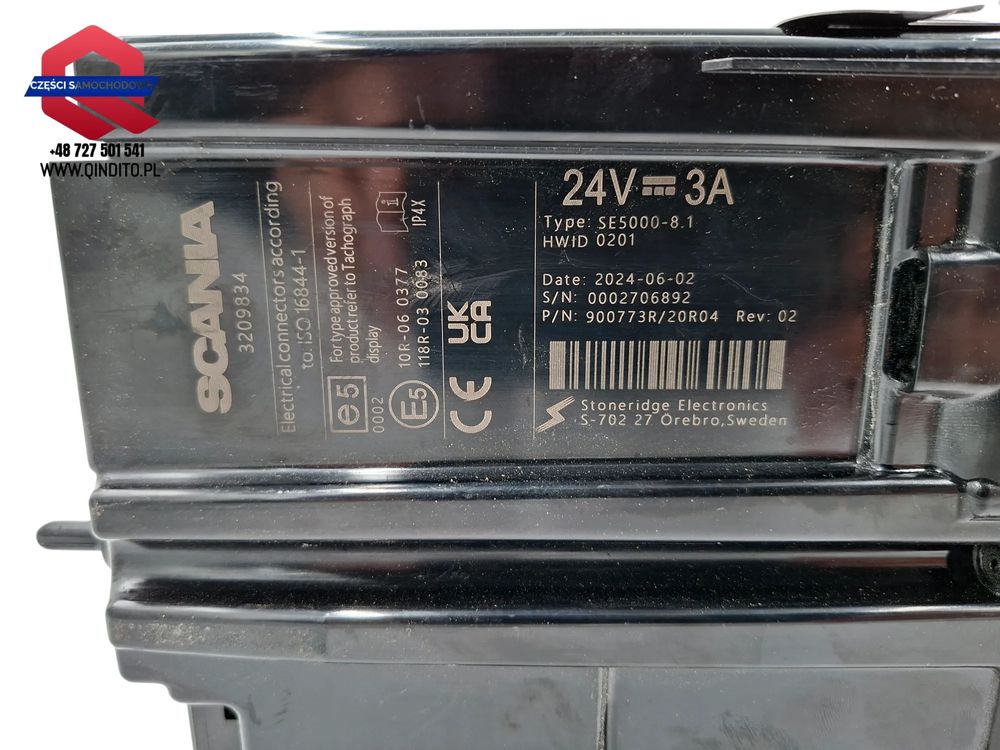 CZĘŚCI SAMOCHODOWE
+48 727 501 541
WWW.QINDITO.PL
SCANIA
3209834
Electrical connectors according
to: ISO 16844-1
For type approved version of
product refer to Tachograph
display
e5
0002
i
IP4X
10R-06 0377
118R-03 0083
E5
UK
CA
CE
24V 3A
Type: SE5000-8.1
HWID 0201
Date: 2024-06-02
S/N: 0002706892
P/N: 900773R/20R04 Rev: 02
Stoneridge Electronics
S-702 27 Örebro,Sweden